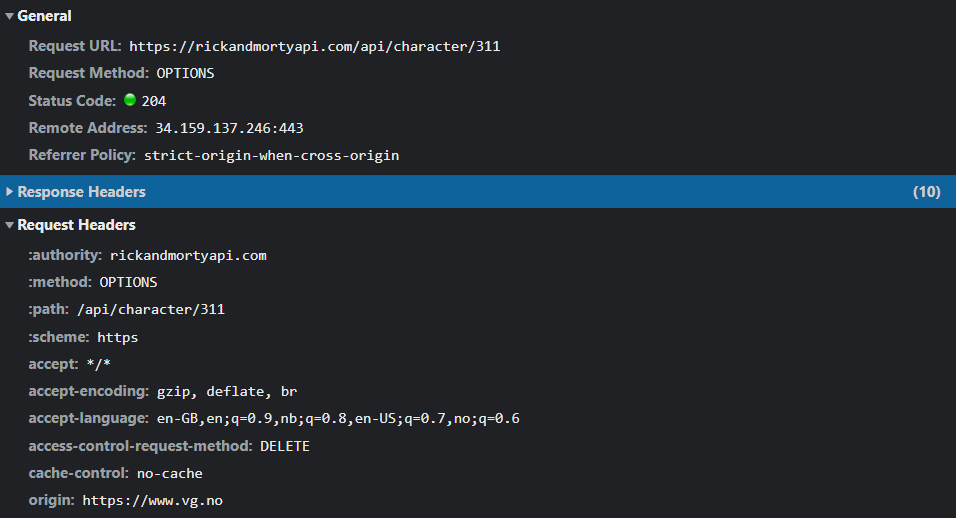 General
Request URL: https://rickandmortyapi.com/api/character/311
Request Method: OPTIONS
Status Code: 204
Remote Address: 34.159.137.246:443
Referrer Policy: strict-origin-when-cross-origin
Response Headers (10)
Request Headers
:authority: rickandmortyapi.com
:method: OPTIONS
:path: /api/character/311
:scheme: https
accept: */*
accept-encoding: gzip, deflate, br
accept-language: en-GB,en;q=0.9,nb;q=0.8,en-US;q=0.7,no;q=0.6
access-control-request-method: DELETE
cache-control: no-cache
origin: https://www.vg.no